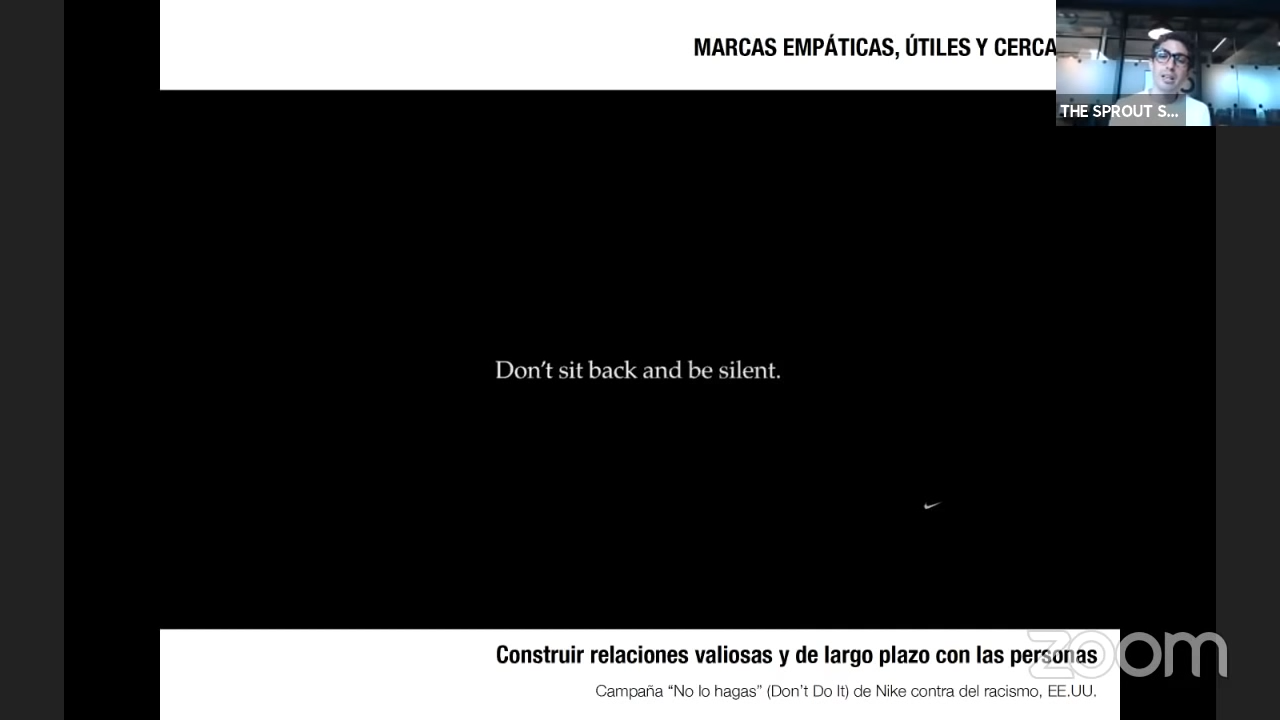 MARCAS EMPÁTICAS, ÚTILES Y CERCA
THE SPROUT S...
Don't sit back and be silent.
Construir relaciones valiosas y de largo plazo con las personas
zoom
Campaña “No lo hagas” (Don’t Do It) de Nike contra del racismo, EE.UU.